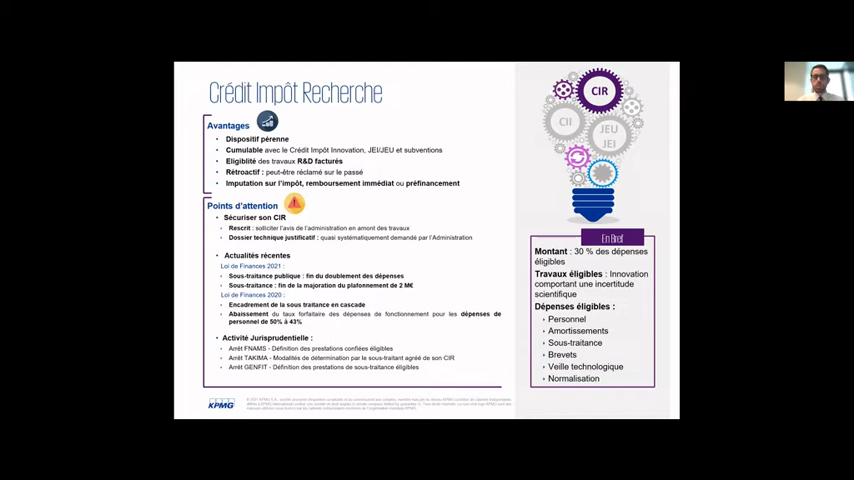 Crédit Impôt Recherche
Avantages
Dispositif pérenne
Cumulable avec le Crédit Impôt Innovation, JEI/JEU et subventions
Eligibilité des travaux R&D facturés
Rétroactif : peut-être réclamé sur le passé
Imputation sur l'impôt, remboursement immédiat ou préfinancement
Points d'attention
Sécuriser son CIR
Rescrit : solliciter l'avis de l'administration en amont des travaux
Dossier technique justificatif : quasi systématiquement demandé par l'Administration
Actualités récentes
Loi de Finances 2021 :
Sous-traitance publique : fin du doublement des dépenses
Sous-traitance : fin de la majoration du plafonnement de 2 M€
Loi de Finances 2020 :
Encadrement de la sous traitance en cascade
Abaissement du taux forfaitaire des dépenses de fonctionnement pour les dépenses de
personnel de 50% à 43%
Activité Jurisprudentielle :
Arrêt FNAMS - Définition des prestations confiées éligibles
Arrêt TAKIMA - Modalités de détermination par le sous-traitant agréé de son CIR
Arrêt GENFIT - Définition des prestations de sous-traitance éligibles
KPMG
CIR
CII
JEU
JEI
En Bref
Montant : 30 % des dépenses
éligibles
Travaux éligibles : Innovation
comportant une incertitude
scientifique
Dépenses éligibles :
Personnel
Amortissements
Sous-traitance
Brevets
Veille technologique
Normalisation